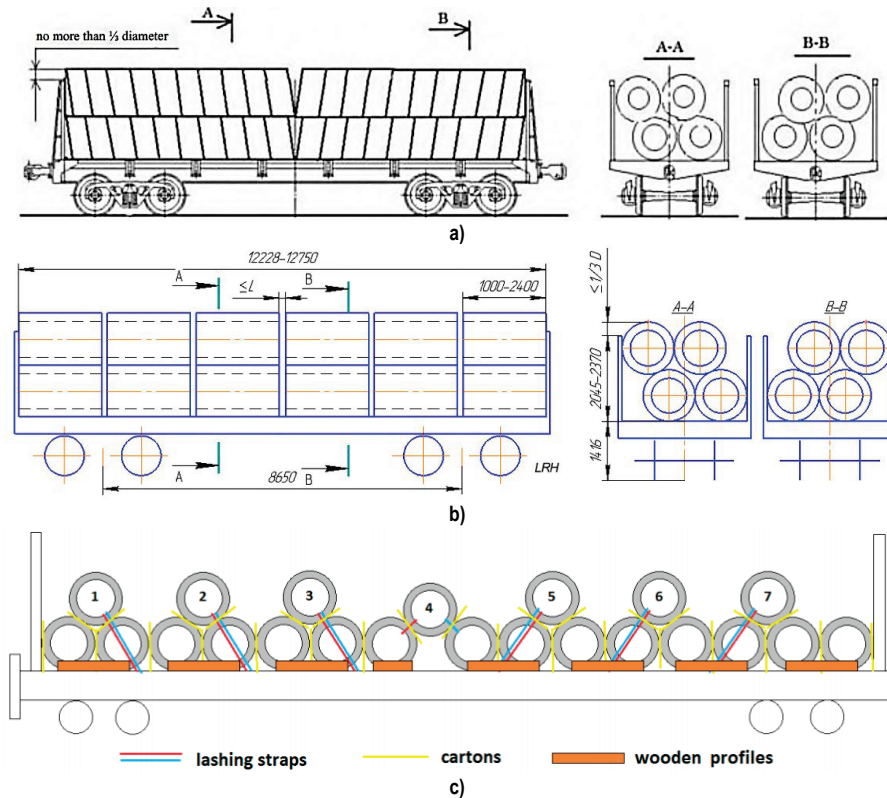 A
B
no more than ⅓ diameter
A-A
B-B
a)
12228-12750
A
≤L
B
1000-2400
≤1/3 D
A-A
B-B
2045-2370
1416
A
8650
B
LRH
b)
1
2
3
4
5
6
7
lashing straps
cartons
wooden profiles
c)